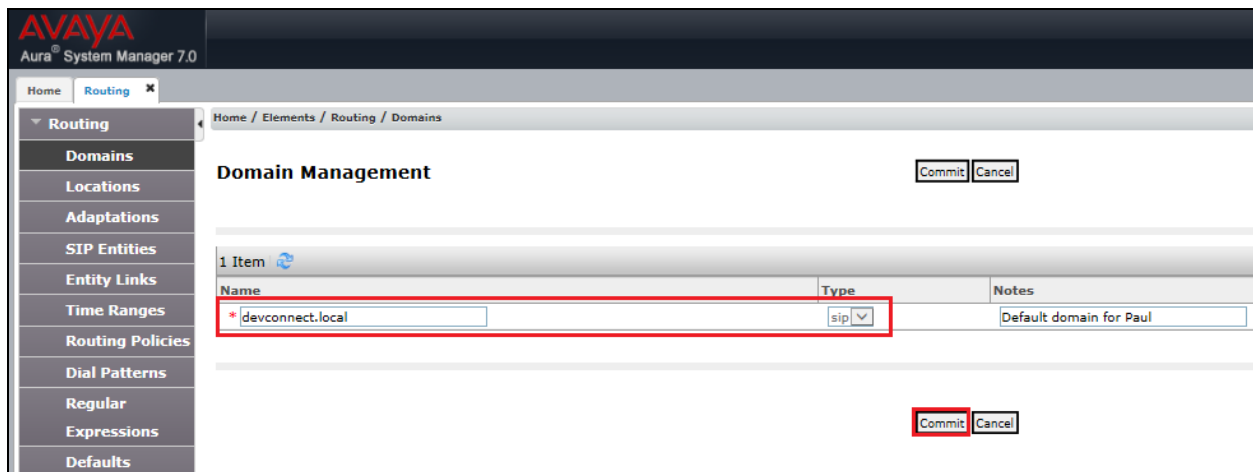 AVAYA
Aura® System Manager 7.0
Home
Routing ✖
Routing
Home / Elements / Routing / Domains
Domains
Locations
Adaptations
SIP Entities
Entity Links
Time Ranges
Routing Policies
Dial Patterns
Regular
Expressions
Defaults
Domain Management
Commit Cancel
1 Item
Name Type Notes
* devconnect.local sip Default domain for Paul
Commit Cancel